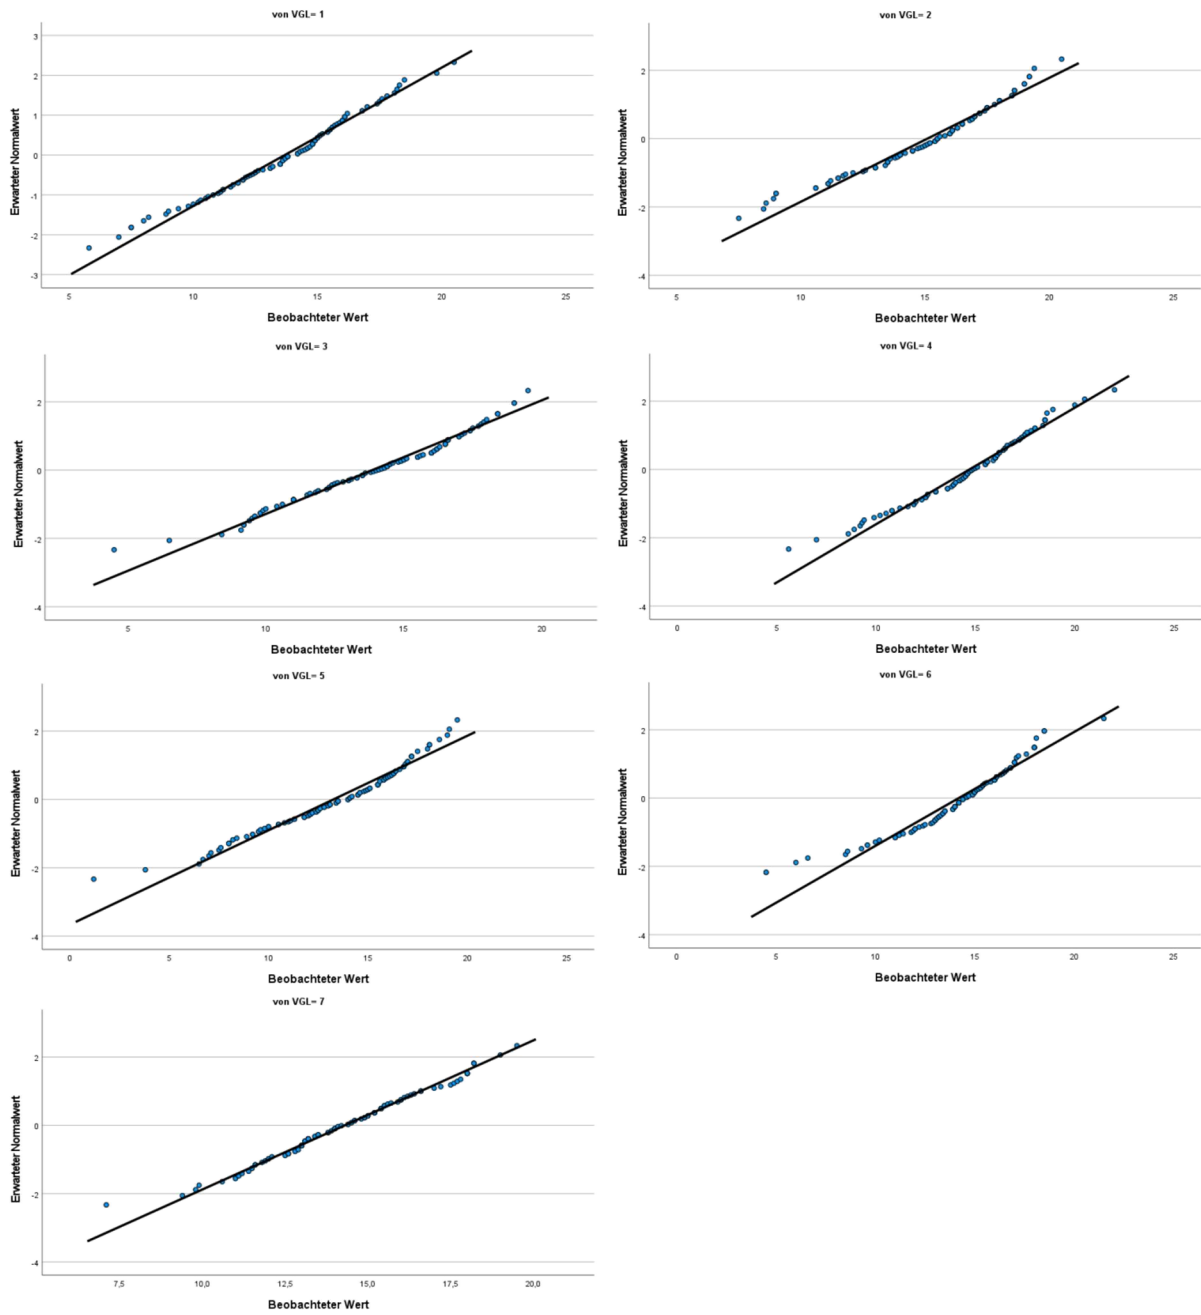 von VGL= 1
Erwarteter Normalwert
3
2
1
0
-1
-2
-3
5 10 15 20 25
Beobachteter Wert
von VGL= 2
Erwarteter Normalwert
2
0
-2
-4
5 10 15 20 25
Beobachteter Wert
von VGL= 3
Erwarteter Normalwert
2
0
-2
-4
5 10 15 20
Beobachteter Wert
von VGL= 4
Erwarteter Normalwert
2
0
-2
-4
0 5 10 15 20 25
Beobachteter Wert
von VGL= 5
Erwarteter Normalwert
2
0
-2
-4
0 5 10 15 20 25
Beobachteter Wert
von VGL= 6
Erwarteter Normalwert
2
0
-2
-4
0 5 10 15 20 25
Beobachteter Wert
von VGL= 7
Erwarteter Normalwert
2
0
-2
-4
7,5 10,0 12,5 15,0 17,5 20,0
Beobachteter Wert